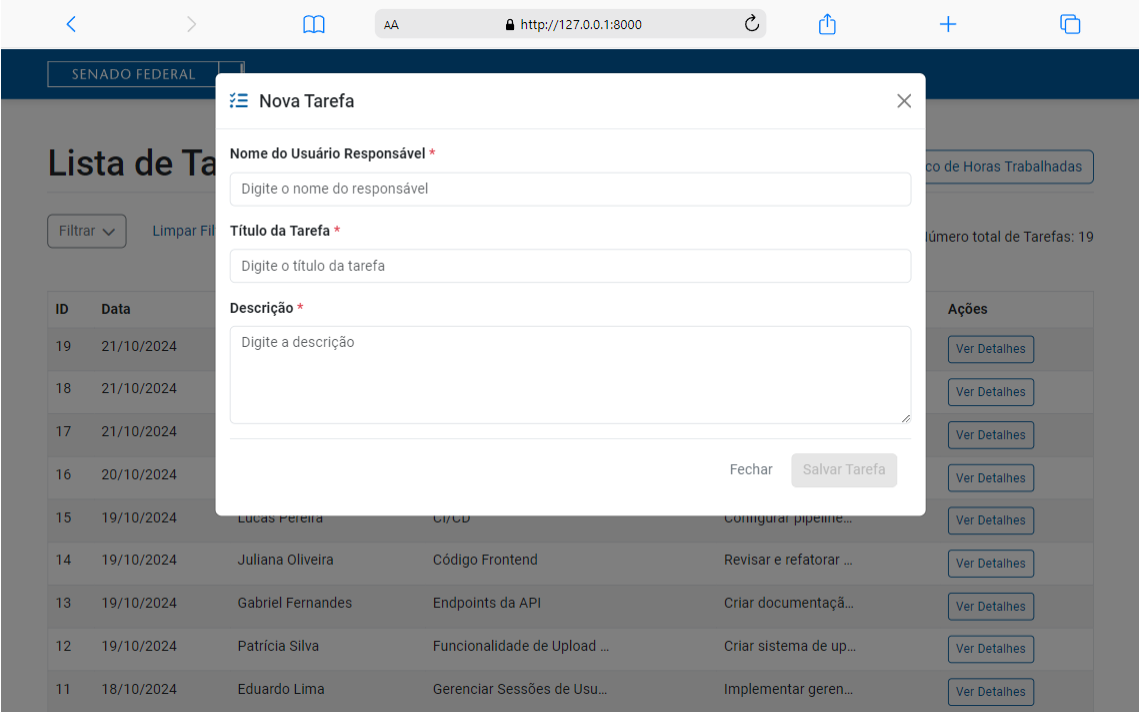 AA http://127.0.0.1:8000
SENADO FEDERAL
Nova Tarefa
Nome do Usuário Responsável *
Digite o nome do responsável
Título da Tarefa *
Digite o título da tarefa
Descrição *
Digite a descrição
Fechar Salvar Tarefa
Lista de Ta
co de Horas Trabalhadas
Filtrar Limpar Fil
Número total de Tarefas: 19
ID Data Ações
19 21/10/2024 Ver Detalhes
18 21/10/2024 Ver Detalhes
17 21/10/2024 Ver Detalhes
16 20/10/2024 Ver Detalhes
15 19/10/2024 Lucas Pereira CI/CD Configurar pipeline... Ver Detalhes
14 19/10/2024 Juliana Oliveira Código Frontend Revisar e refatorar ... Ver Detalhes
13 19/10/2024 Gabriel Fernandes Endpoints da API Criar documentaçã... Ver Detalhes
12 19/10/2024 Patrícia Silva Funcionalidade de Upload ... Criar sistema de up... Ver Detalhes
11 18/10/2024 Eduardo Lima Gerenciar Sessões de Usu... Implementar geren... Ver Detalhes